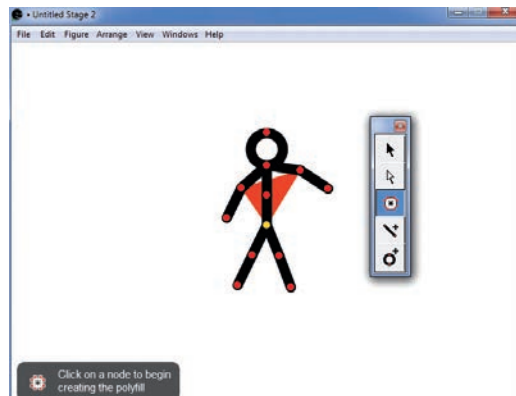 • Untitled Stage 2
File Edit Figure Arrange View Windows Help
Click on a node to begin
creating the polyfill